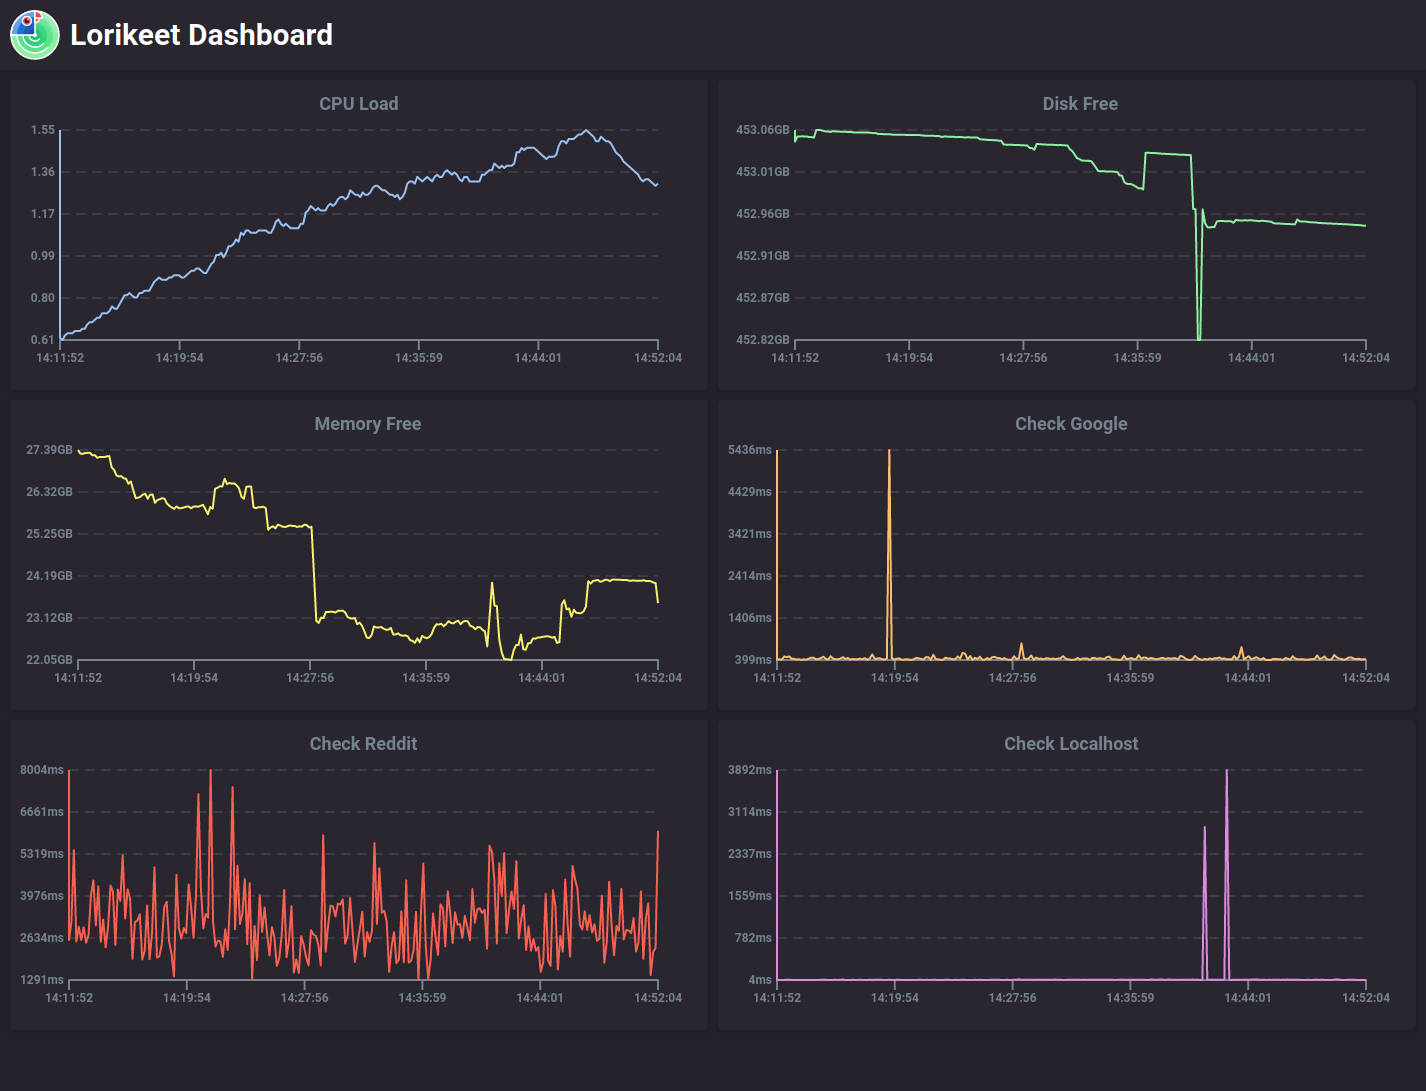 Lorikeet Dashboard
CPU Load
1.55
1.36
1.17
0.99
0.80
0.61
14:11:52 14:19:54 14:27:56 14:35:59 14:44:01 14:52:04
Disk Free
453.06GB
453.01GB
452.96GB
452.91GB
452.87GB
452.82GB
14:11:52 14:19:54 14:27:56 14:35:59 14:44:01 14:52:04
Memory Free
27.39GB
26.32GB
25.25GB
24.19GB
23.12GB
22.05GB
14:11:52 14:19:54 14:27:56 14:35:59 14:44:01 14:52:04
Check Google
5436ms
4429ms
3421ms
2414ms
1406ms
399ms
14:11:52 14:19:54 14:27:56 14:35:59 14:44:01 14:52:04
Check Reddit
8004ms
6661ms
5319ms
3976ms
2634ms
1291ms
14:11:52 14:19:54 14:27:56 14:35:59 14:44:01 14:52:04
Check Localhost
3892ms
3114ms
2337ms
1559ms
782ms
4ms
14:11:52 14:19:54 14:27:56 14:35:59 14:44:01 14:52:04